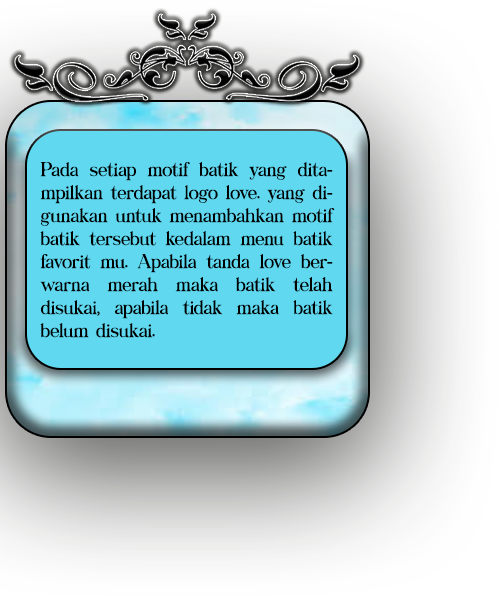 Pada setiap motif batik yang dita-
mpilkan terdapat logo love. yang di-
gunakan untuk menambahkan motif
batik tersebut kedalam menu batik
favorit mu. Apabila tanda love ber-
warna merah maka batik telah
disukai, apabila tidak maka batik
belum disukai.